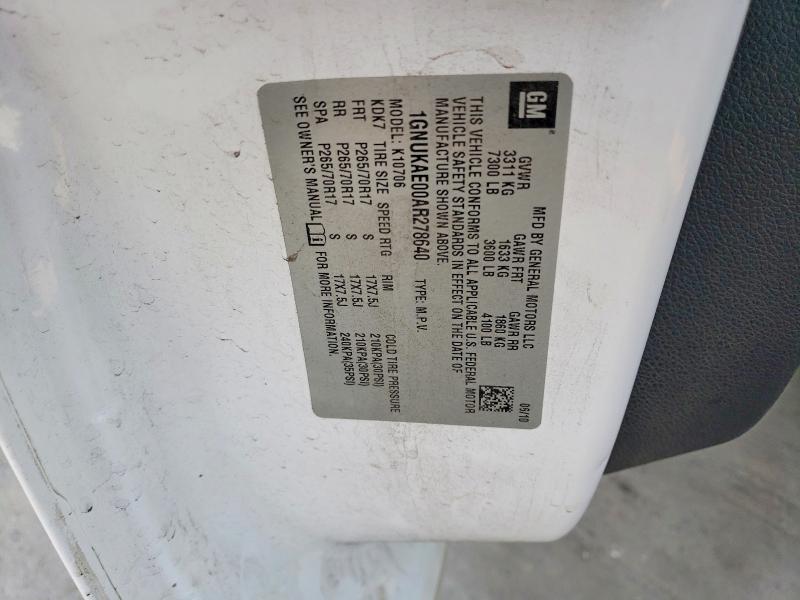 GM
MFD BY GENERAL MOTORS LLC 06/10
GVWR GAWR FRT GAWR RR
3311 KG 1633 KG 1860 KG
7300 LB 3600 LB 4100 LB
THIS VEHICLE CONFORMS TO ALL APPLICABLE U.S. FEDERAL MOTOR
VEHICLE SAFETY STANDARDS IN EFFECT ON THE DATE OF
MANUFACTURE SHOWN ABOVE.
1GNUKAE00AR278640 TYPE: M.P.V.
MODEL: K10706
KDK7 TIRE SIZE SPEED RTG RIM COLD TIRE PRESSURE
FRT P265/70R17 S 17X7.5J 210KPA(30PSI)
RR P265/70R17 S 17X7.5J 210KPA(30PSI)
SPA P265/70R17 S 17X7.5J 240KPA(35PSI)
SEE OWNER'S MANUAL i FOR MORE INFORMATION.